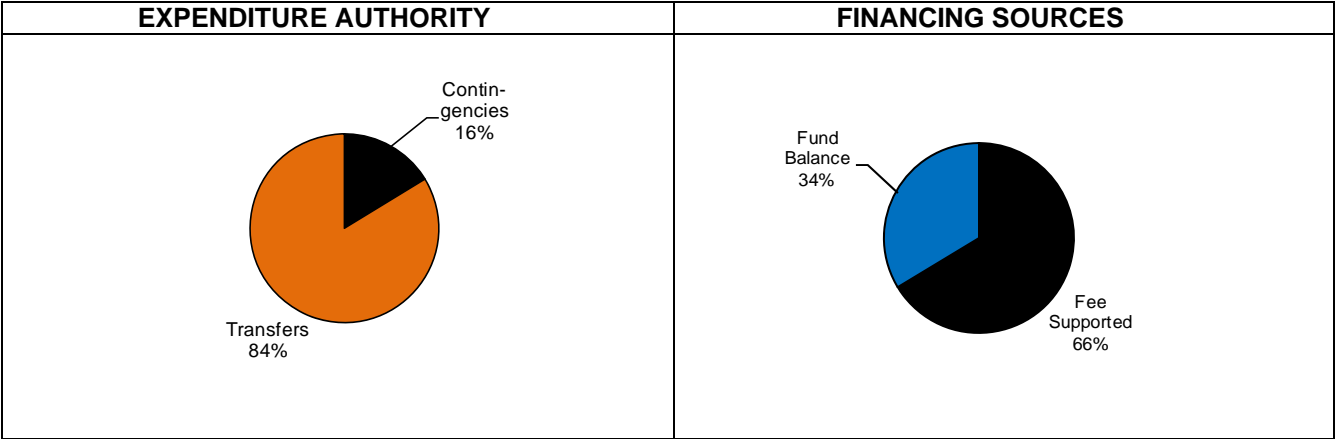 EXPENDITURE AUTHORITY
FINANCING SOURCES
Contin-
gencies
16%
Transfers
84%
Fund
Balance
34%
Fee
Supported
66%